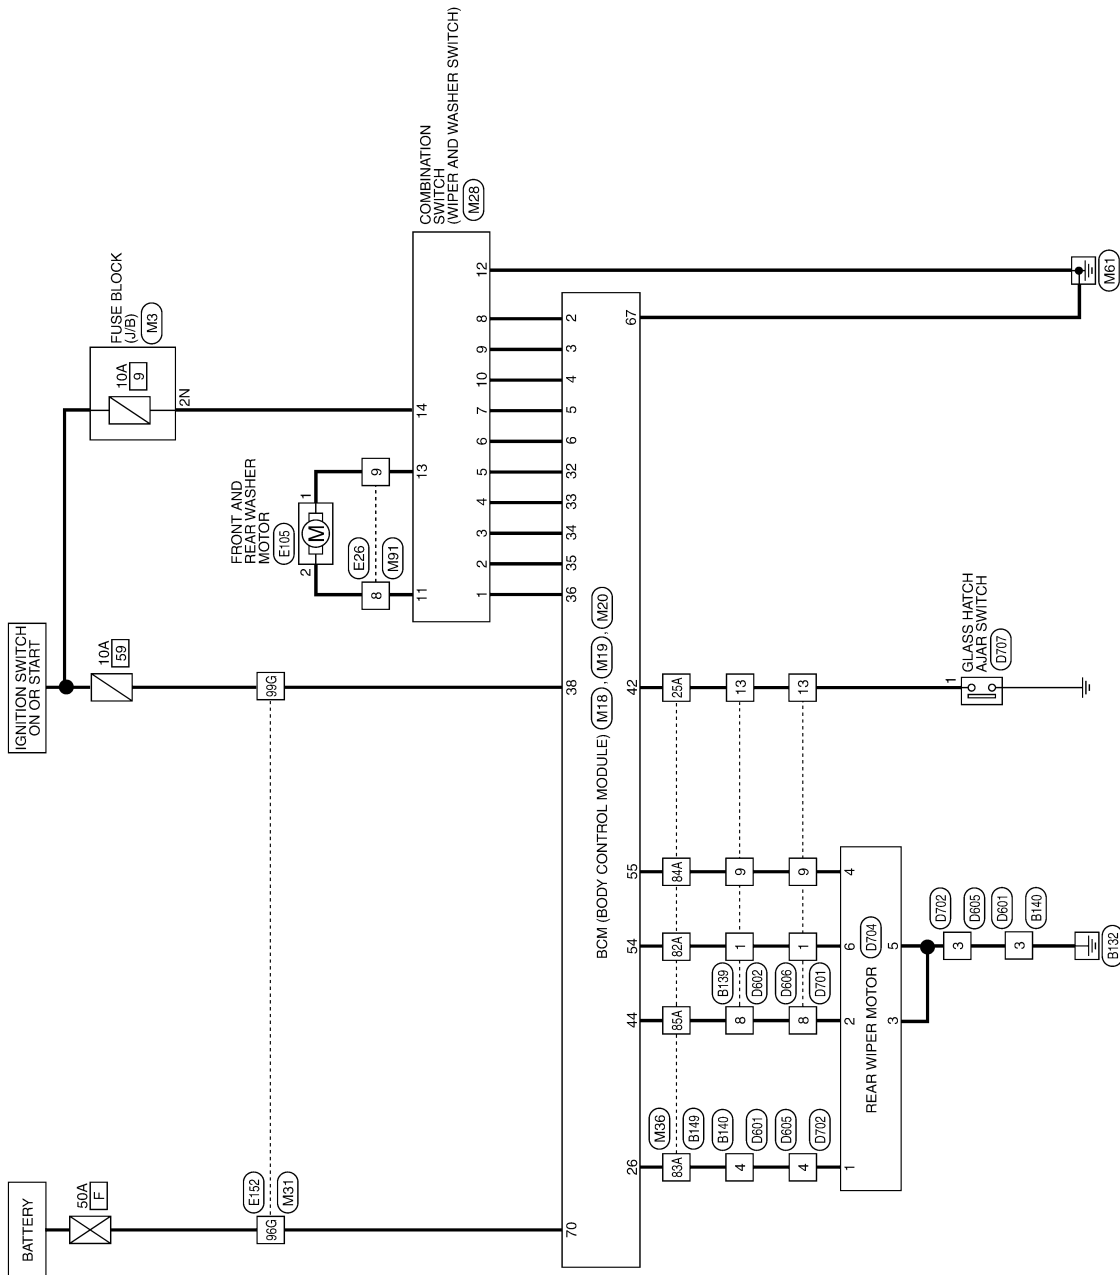 IGNITION SWITCH
ON OR START
BATTERY
50A
F
10A
59
FUSE BLOCK
(J/B)
M3
10A
9
2N
E152
96G
M31
99G
FRONT AND
REAR WASHER
MOTOR
E105
2
M
1
E26
8
M91
9
COMBINATION
SWITCH
(WIPER AND WASHER SWITCH)
M28
11
13
14
1
2
3
4
5
6
7
10
9
8
12
70
38
36
35
34
33
32
6
5
4
3
2
BCM (BODY CONTROL MODULE)
M18
,
M19
,
M20
67
26
44
54
55
42
M36
83A
B149
85A
82A
84A
25A
B140
4
D601
B139
8
D602
1
9
13
D605
4
D702
D606
8
D701
1
9
13
1
2
6
4
REAR WIPER MOTOR
D704
3
5
D702
3
D605
D601
3
B140
B132
1
GLASS HATCH
AJAR SWITCH
D707
M61